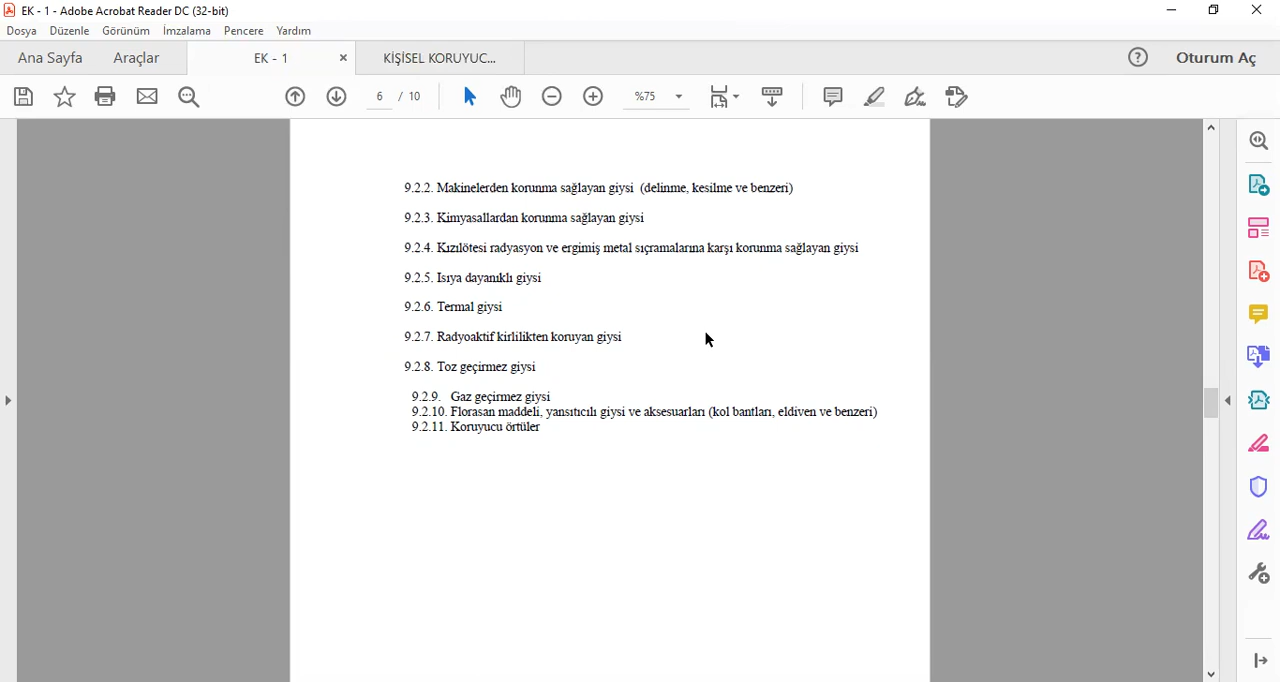 EK - 1 - Adobe Acrobat Reader DC (32-bit)
Dosya Düzenle Görünüm İmzalama Pencere Yardım
Ana Sayfa Araçlar EK - 1 KİŞİSEL KORUYUC... Oturum Aç
6 / 10 %75
9.2.2. Makinelerden korunma sağlayan giysi (delinme, kesilme ve benzeri)
9.2.3. Kimyasallardan korunma sağlayan giysi
9.2.4. Kızılötesi radyasyon ve ergimiş metal sıçramalarına karşı korunma sağlayan giysi
9.2.5. Isıya dayanıklı giysi
9.2.6. Termal giysi
9.2.7. Radyoaktif kirlilikten koruyan giysi
9.2.8. Toz geçirmez giysi
9.2.9. Gaz geçirmez giysi
9.2.10. Florasan maddeli, yansıtıcılı giysi ve aksesuarları (kol bantları, eldiven ve benzeri)
9.2.11. Koruyucu örtüler